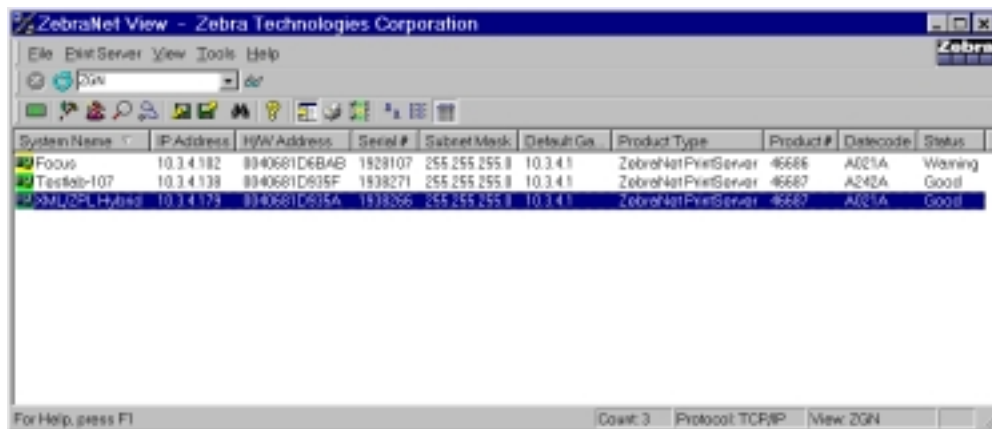 ZebraNet View - Zebra Technologies Corporation
File Print Server View Tools Help
Zebra
ZGN
System Name IP Address H/W Address Serial # Subnet Mask Default Ga... Product Type Product # Datecode Status
Focus 10.3.4.182 0040681D6BAB 1928107 255.255.255.0 10.3.4.1 ZebraNet PrintServer 46686 A021A Warning
Testlab-107 10.3.4.138 0040681D935F 1938271 255.255.255.0 10.3.4.1 ZebraNet PrintServer 46687 A242A Good
XML/ZPL Hybrid 10.3.4.179 0040681D935A 1938266 255.255.255.0 10.3.4.1 ZebraNet PrintServer 46687 A021A Good
For Help, press F1 Count: 3 Protocol: TCP/IP View: ZGN